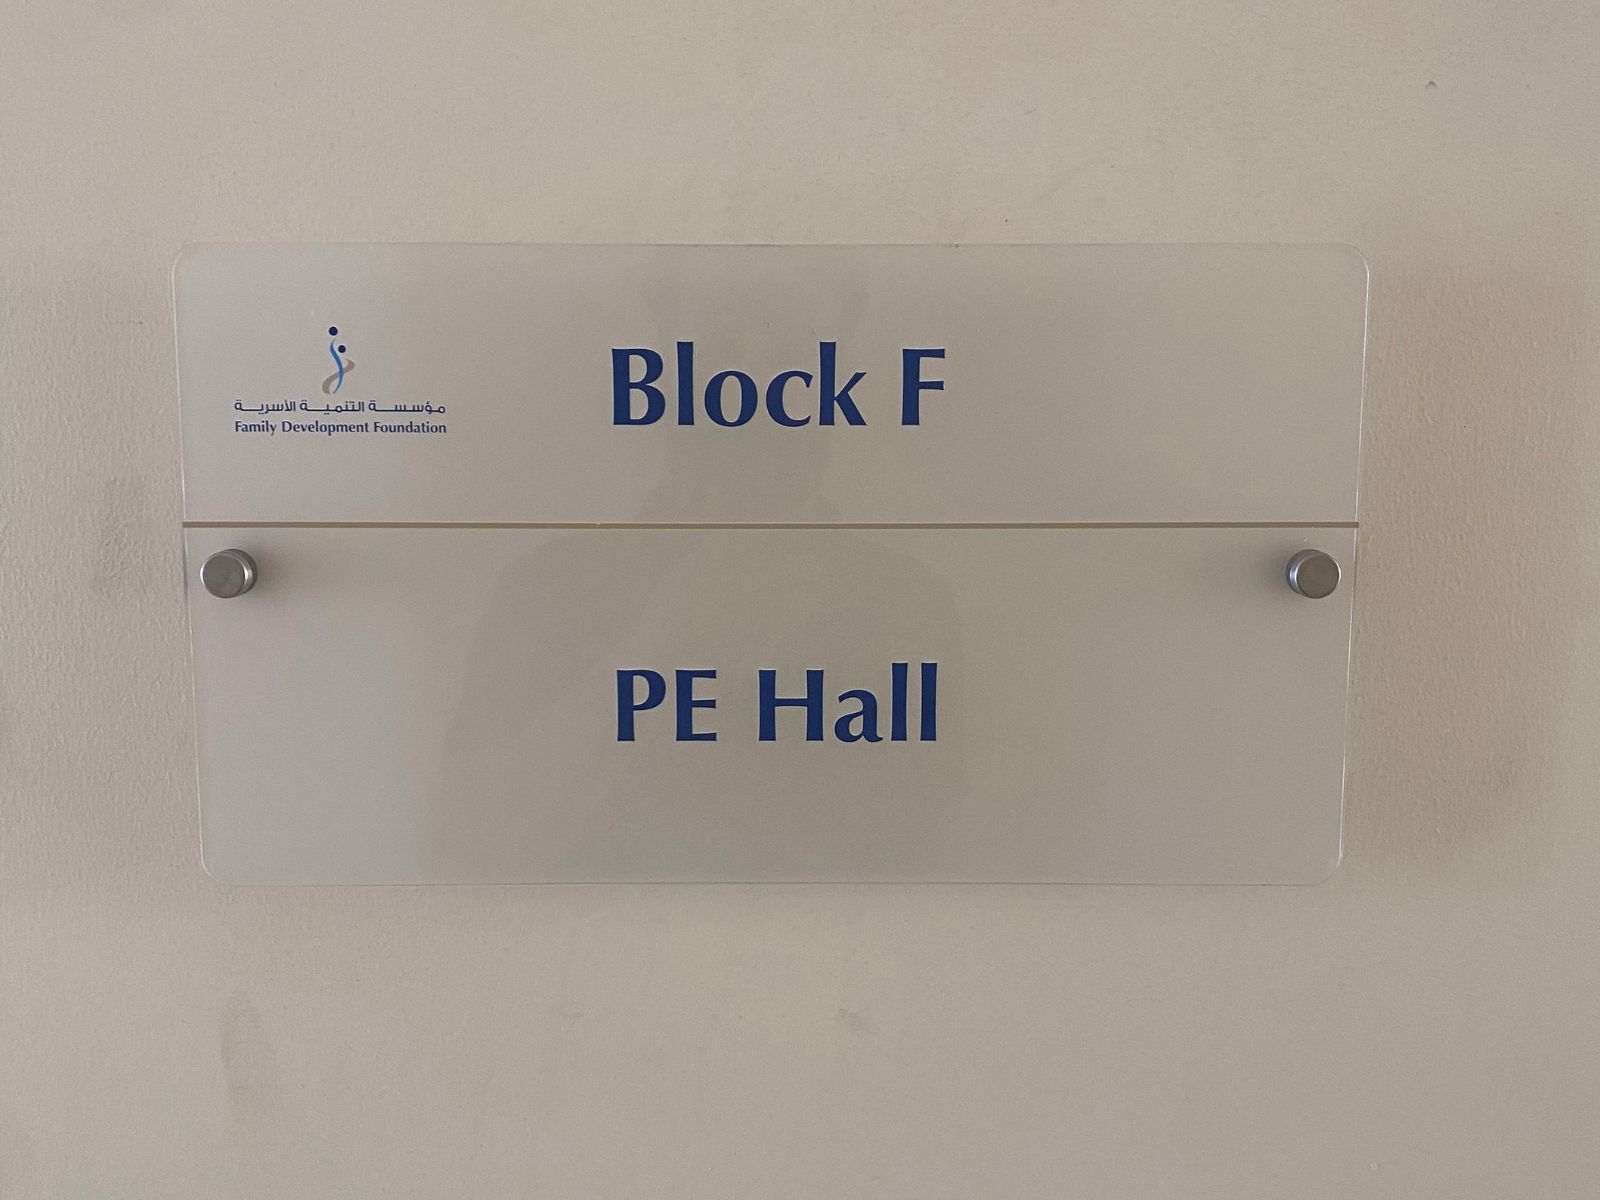 مؤسسة التنمية الأسرية
Family Development Foundation
Block F
PE Hall